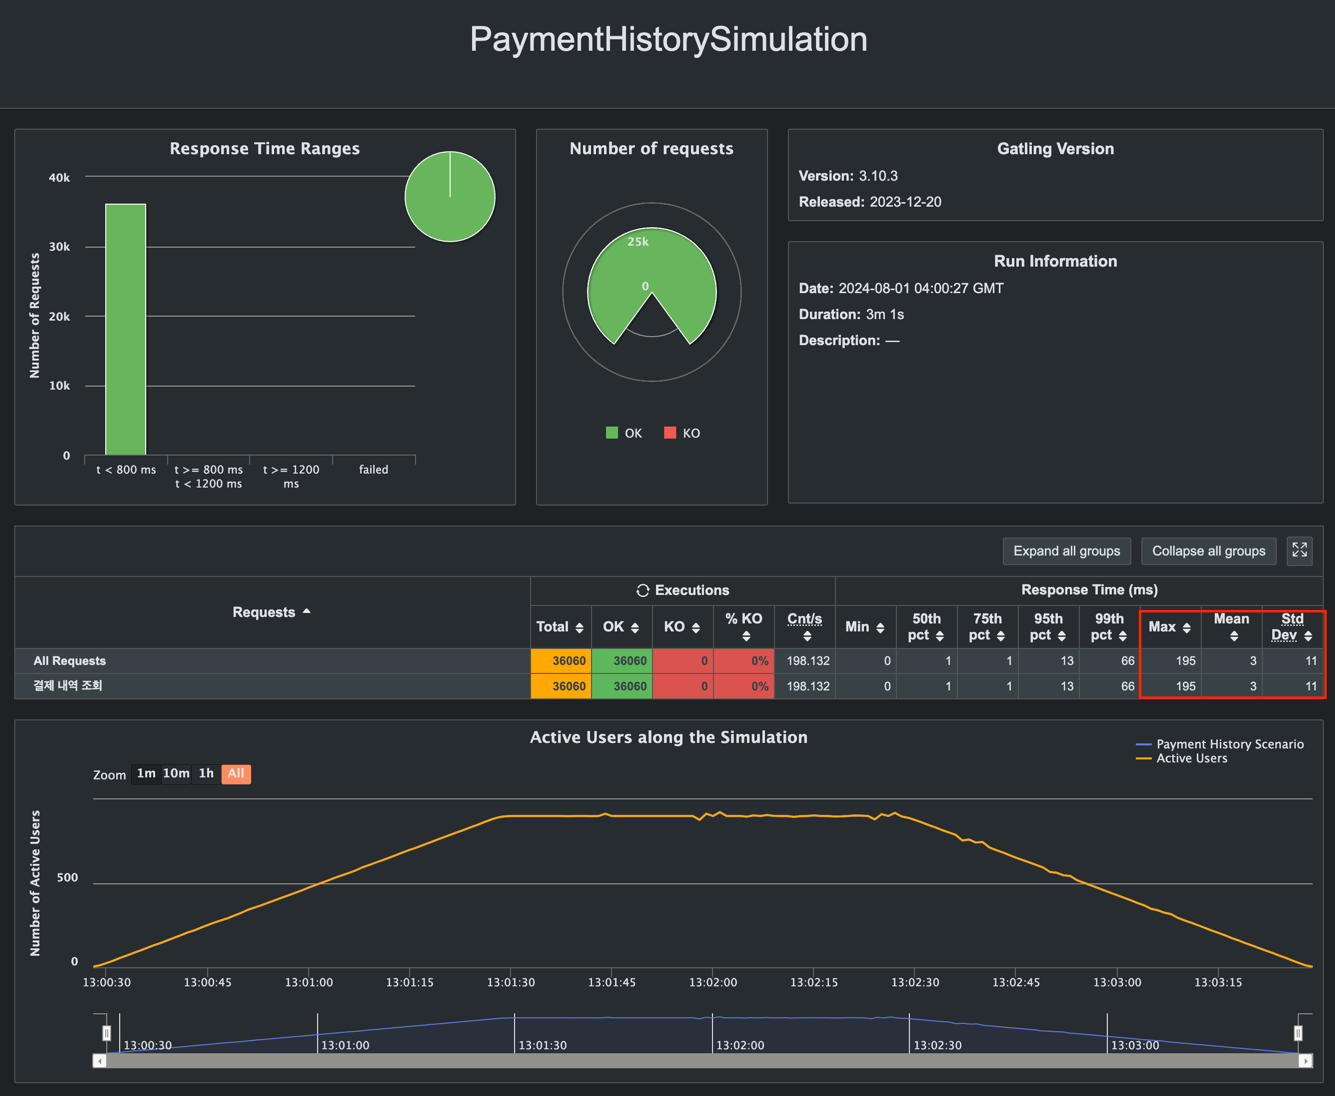 PaymentHistorySimulation
Response Time Ranges
Number of Requests
40k
30k
20k
10k
0
t < 800 ms
t >= 800 ms
t < 1200 ms
t >= 1200
ms
failed
Number of requests
25k
0
OK
KO
Gatling Version
Version: 3.10.3
Released: 2023-12-20
Run Information
Date: 2024-08-01 04:00:27 GMT
Duration: 3m 1s
Description: —
Expand all groups
Collapse all groups
Requests
Executions
Response Time (ms)
Total OK KO % KO Cnt/s Min 50th pct 75th pct 95th pct 99th pct Max Mean Std Dev
All Requests 36060 36060 0 0% 198.132 0 1 1 13 66 195 3 11
결제 내역 조회 36060 36060 0 0% 198.132 0 1 1 13 66 195 3 11
Active Users along the Simulation
Payment History Scenario
Active Users
Zoom 1m 10m 1h All
Number of Active Users
500
0
13:00:30 13:00:45 13:01:00 13:01:15 13:01:30 13:01:45 13:02:00 13:02:15 13:02:30 13:02:45 13:03:00 13:03:15
13:00:30 13:01:00 13:01:30 13:02:00 13:02:30 13:03:00